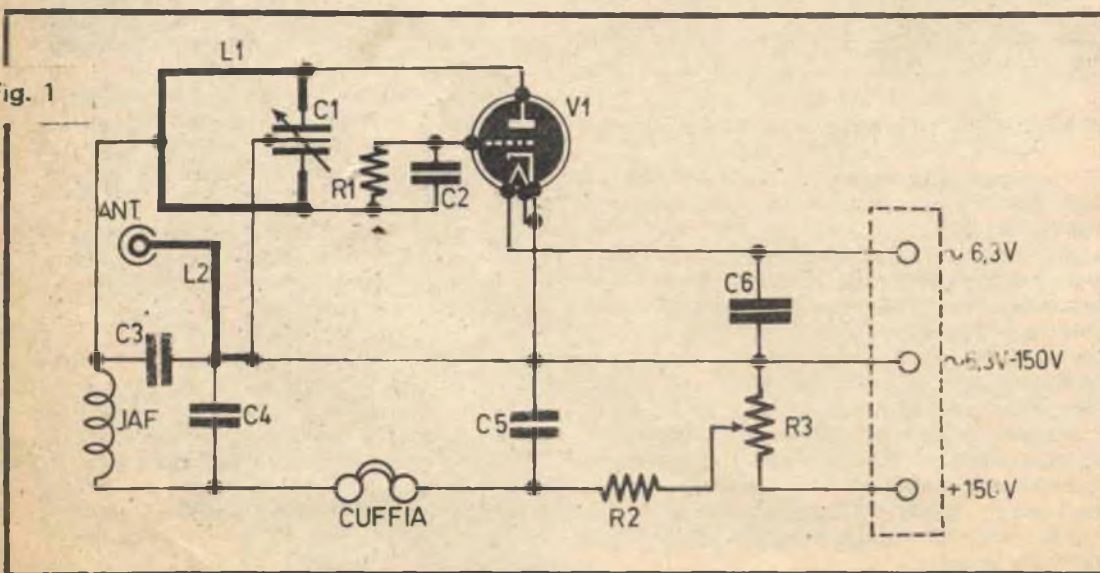 ig. 1
L1
C1
V1
R1
C2
ANT.
L2
C3
C6
∼ 6,3V
∼6,3V-150V
JAF
C4
C5
R3
CUFFIA
R2
+150V